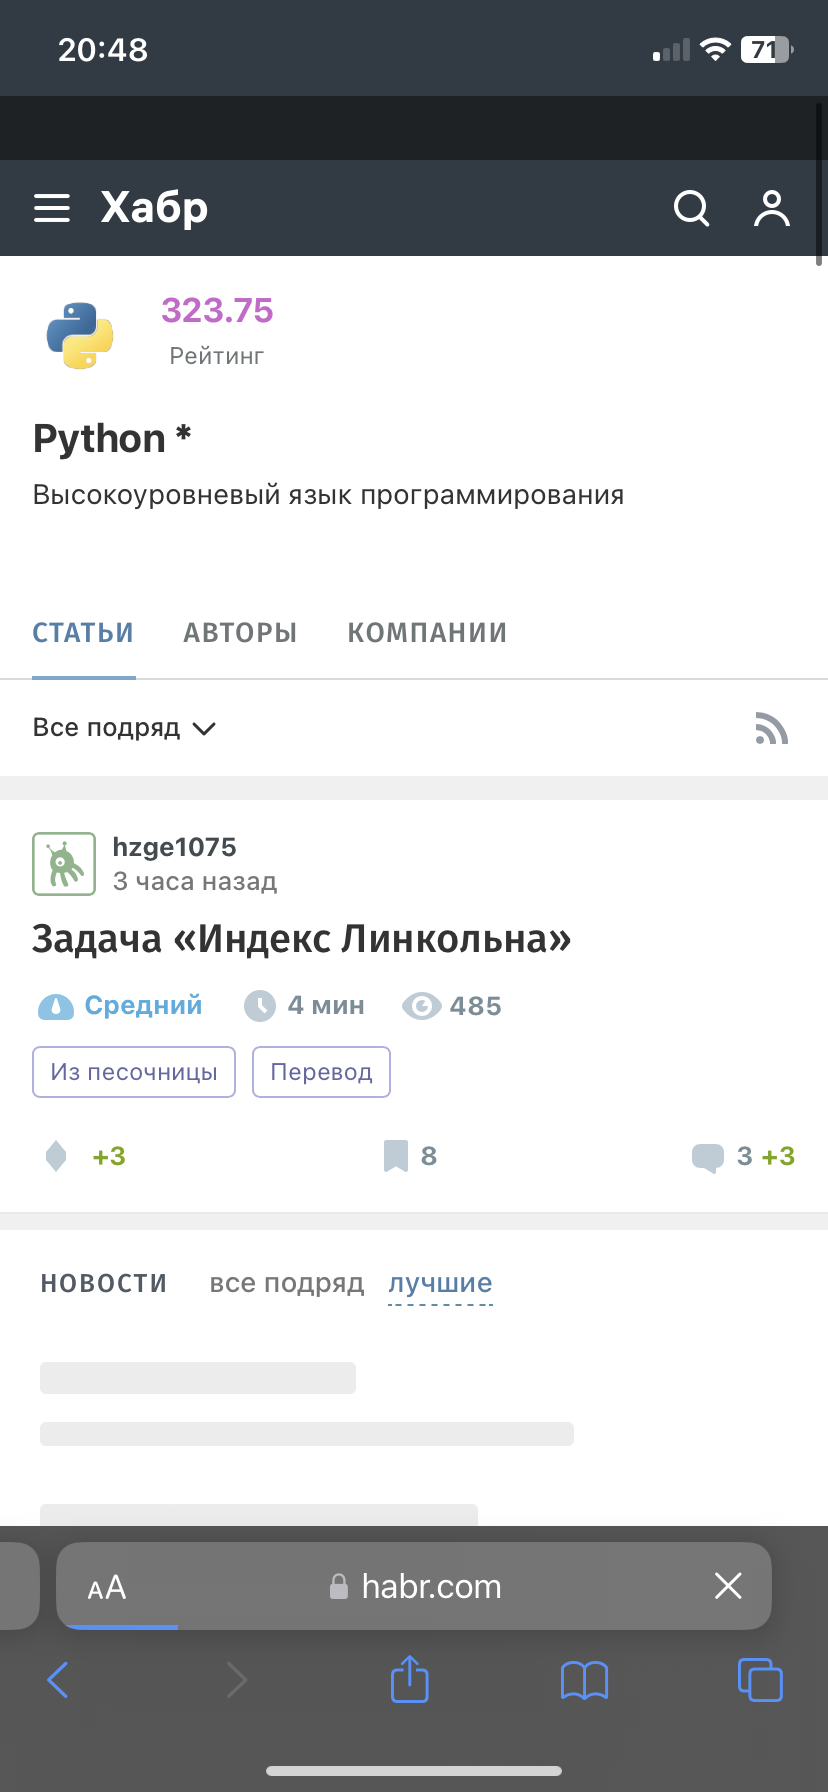 20:48
71
Хабр
323.75
Рейтинг
Python *
Высокоуровневый язык программирования
СТАТЬИ АВТОРЫ КОМПАНИИ
Все подряд
hzge1075
3 часа назад
Задача «Индекс Линкольна»
Средний 4 мин 485
Из песочницы Перевод
+3 8 3 +3
НОВОСТИ все подряд лучшие
AA habr.com